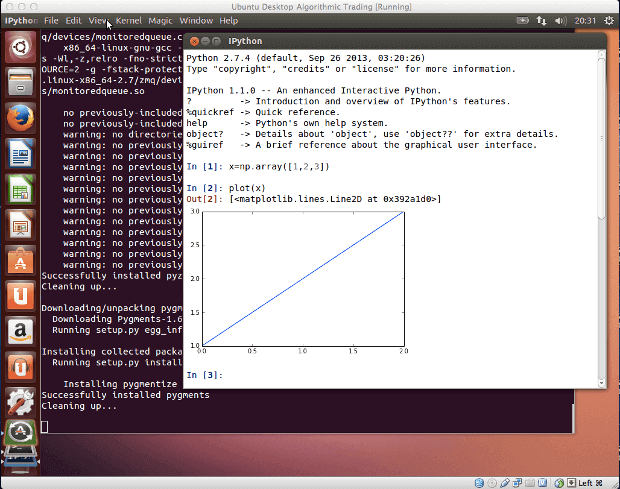 Ubuntu Desktop Algorithmic Trading [Running]
IPython File Edit View Kernel Magic Window Help
20:31
q/devices/monitoredqueue.c
x86_64-linux-gnu-gcc -
s -Wl,-z,relro -fno-strict
OURCE=2 -g -fstack-protect
.linux-x86_64-2.7/zmq/devi
s/monitoredqueue.so
no previously-included
no previously-included
warning: no directories
warning: no previously
warning: no previously
warning: no previously
warning: no previously
warning: no previously
warning: no previously
warning: no previously
warning: no previously
warning: no previously
warning: no previously
Successfully installed pyz
Cleaning up...
Downloading/unpacking pygm
Downloading Pygments-1.6
Running setup.py egg_inf
Installing collected packa
Running setup.py install
Installing pygmentize
Successfully installed pygments
Cleaning up...
IPython
Python 2.7.4 (default, Sep 26 2013, 03:20:26)
Type "copyright", "credits" or "license" for more information.
IPython 1.1.0 -- An enhanced Interactive Python.
? -> Introduction and overview of IPython's features.
%quickref -> Quick reference.
help -> Python's own help system.
object? -> Details about 'object', use 'object??' for extra details.
%guiref -> A brief reference about the graphical user interface.
In [1]: x=np.array([1,2,3])
In [2]: plot(x)
Out[2]: [<matplotlib.lines.Line2D at 0x392a1d0>]
3.0
2.5
2.0
1.5
1.0
0.0 0.5 1.0 1.5 2.0
In [3]:
Left ⌘